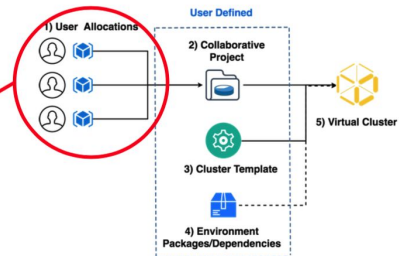 User Defined
1) User Allocations
2) Collaborative
Project
5) Virtual Cluster
3) Cluster Template
4) Environment
Packages/Dependencies